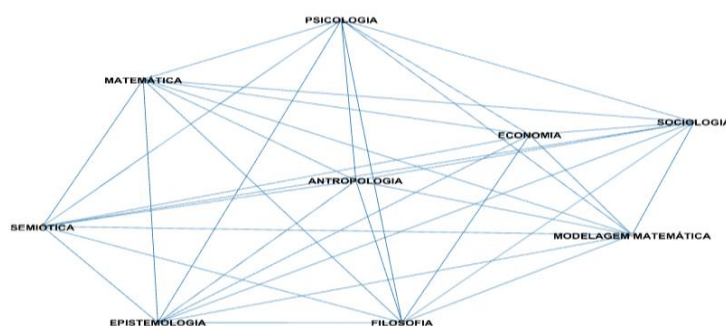 PSICOLOGIA
MATEMÁTICA
SOCIOLOGIA
ECONOMIA
ANTROPOLOGIA
SEMIÓTICA
MODELAGEM MATEMÁTICA
EPISTEMOLOGIA
FILOSOFIA